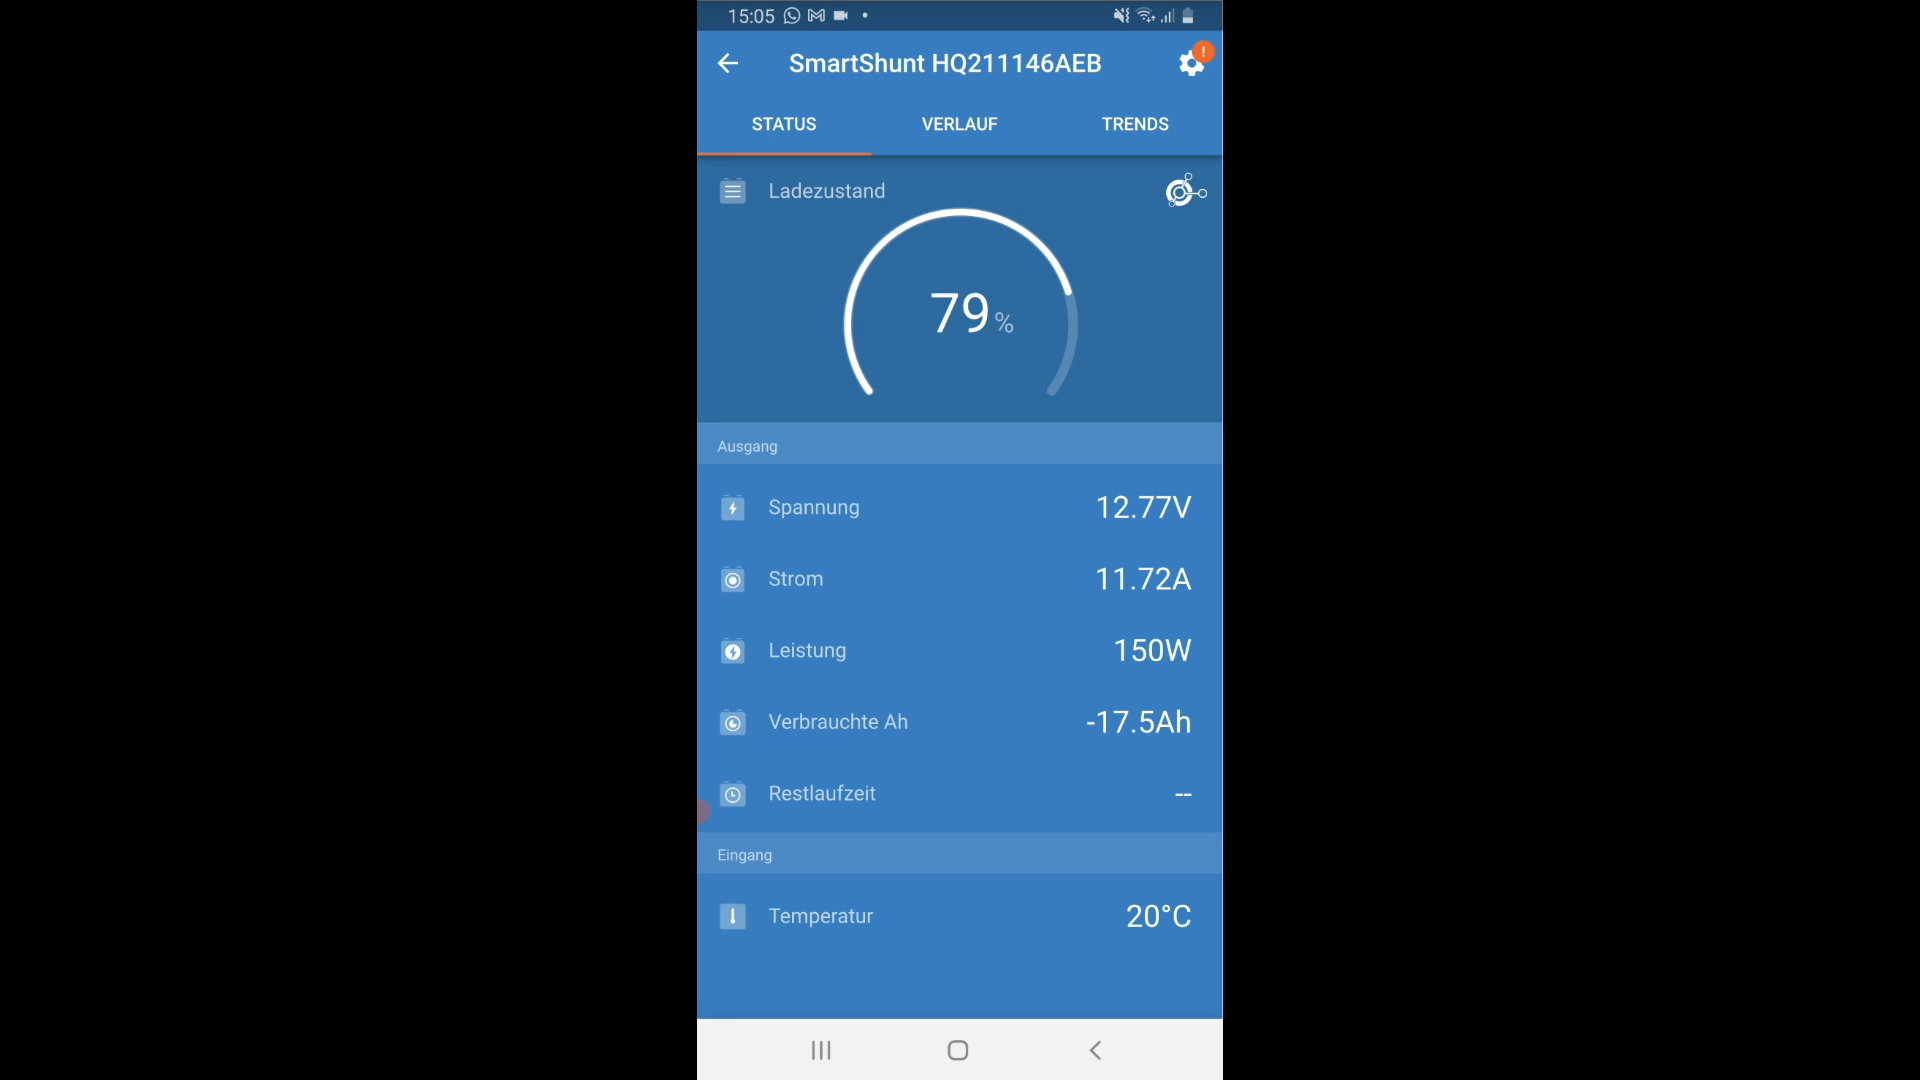 15:05
SmartShunt HQ211146AEB
!
STATUS VERLAUF TRENDS
Ladezustand
79 %
Ausgang
Spannung 12.77V
Strom 11.72A
Leistung 150W
Verbrauchte Ah -17.5Ah
Restlaufzeit --
Eingang
Temperatur 20°C